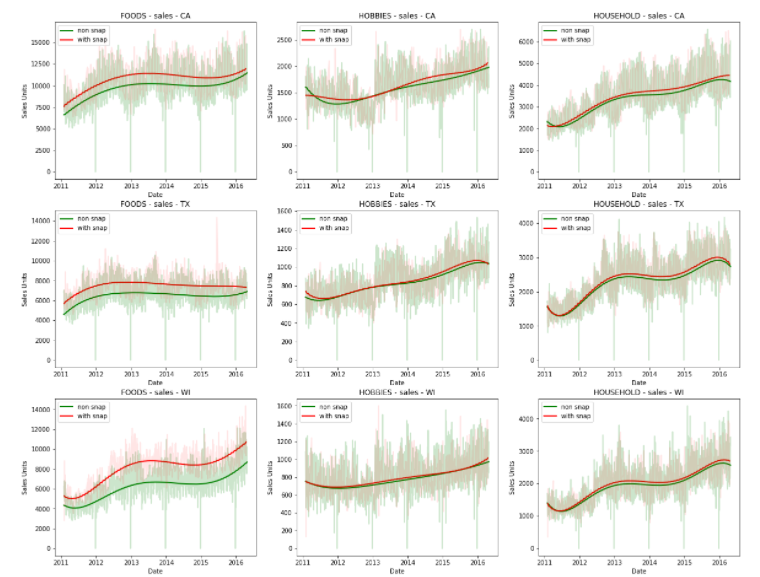 FOODS - sales - CA
HOBBIES - sales - CA
HOUSEHOLD - sales - CA
non snap
with snap
non snap
with snap
non snap
with snap
Sales Units
15000
12500
10000
7500
5000
2500
0
Sales Units
2500
2000
1500
1000
500
0
Sales Units
6000
5000
4000
3000
2000
1000
0
2011 2012 2013 2014 2015 2016
2011 2012 2013 2014 2015 2016
2011 2012 2013 2014 2015 2016
Date
Date
Date
FOODS - sales - TX
HOBBIES - sales - TX
HOUSEHOLD - sales - TX
non snap
with snap
non snap
with snap
non snap
with snap
Sales Units
14000
12000
10000
8000
6000
4000
2000
0
Sales Units
1600
1400
1200
1000
800
600
400
200
0
Sales Units
4000
3000
2000
1000
0
2011 2012 2013 2014 2015 2016
2011 2012 2013 2014 2015 2016
2011 2012 2013 2014 2015 2016
Date
Date
Date
FOODS - sales - WI
HOBBIES - sales - WI
HOUSEHOLD - sales - WI
non snap
with snap
non snap
with snap
non snap
with snap
Sales Units
14000
12000
10000
8000
6000
4000
2000
0
Sales Units
1600
1400
1200
1000
800
600
400
200
0
Sales Units
4000
3000
2000
1000
0
2011 2012 2013 2014 2015 2016
2011 2012 2013 2014 2015 2016
2011 2012 2013 2014 2015 2016
Date
Date
Date